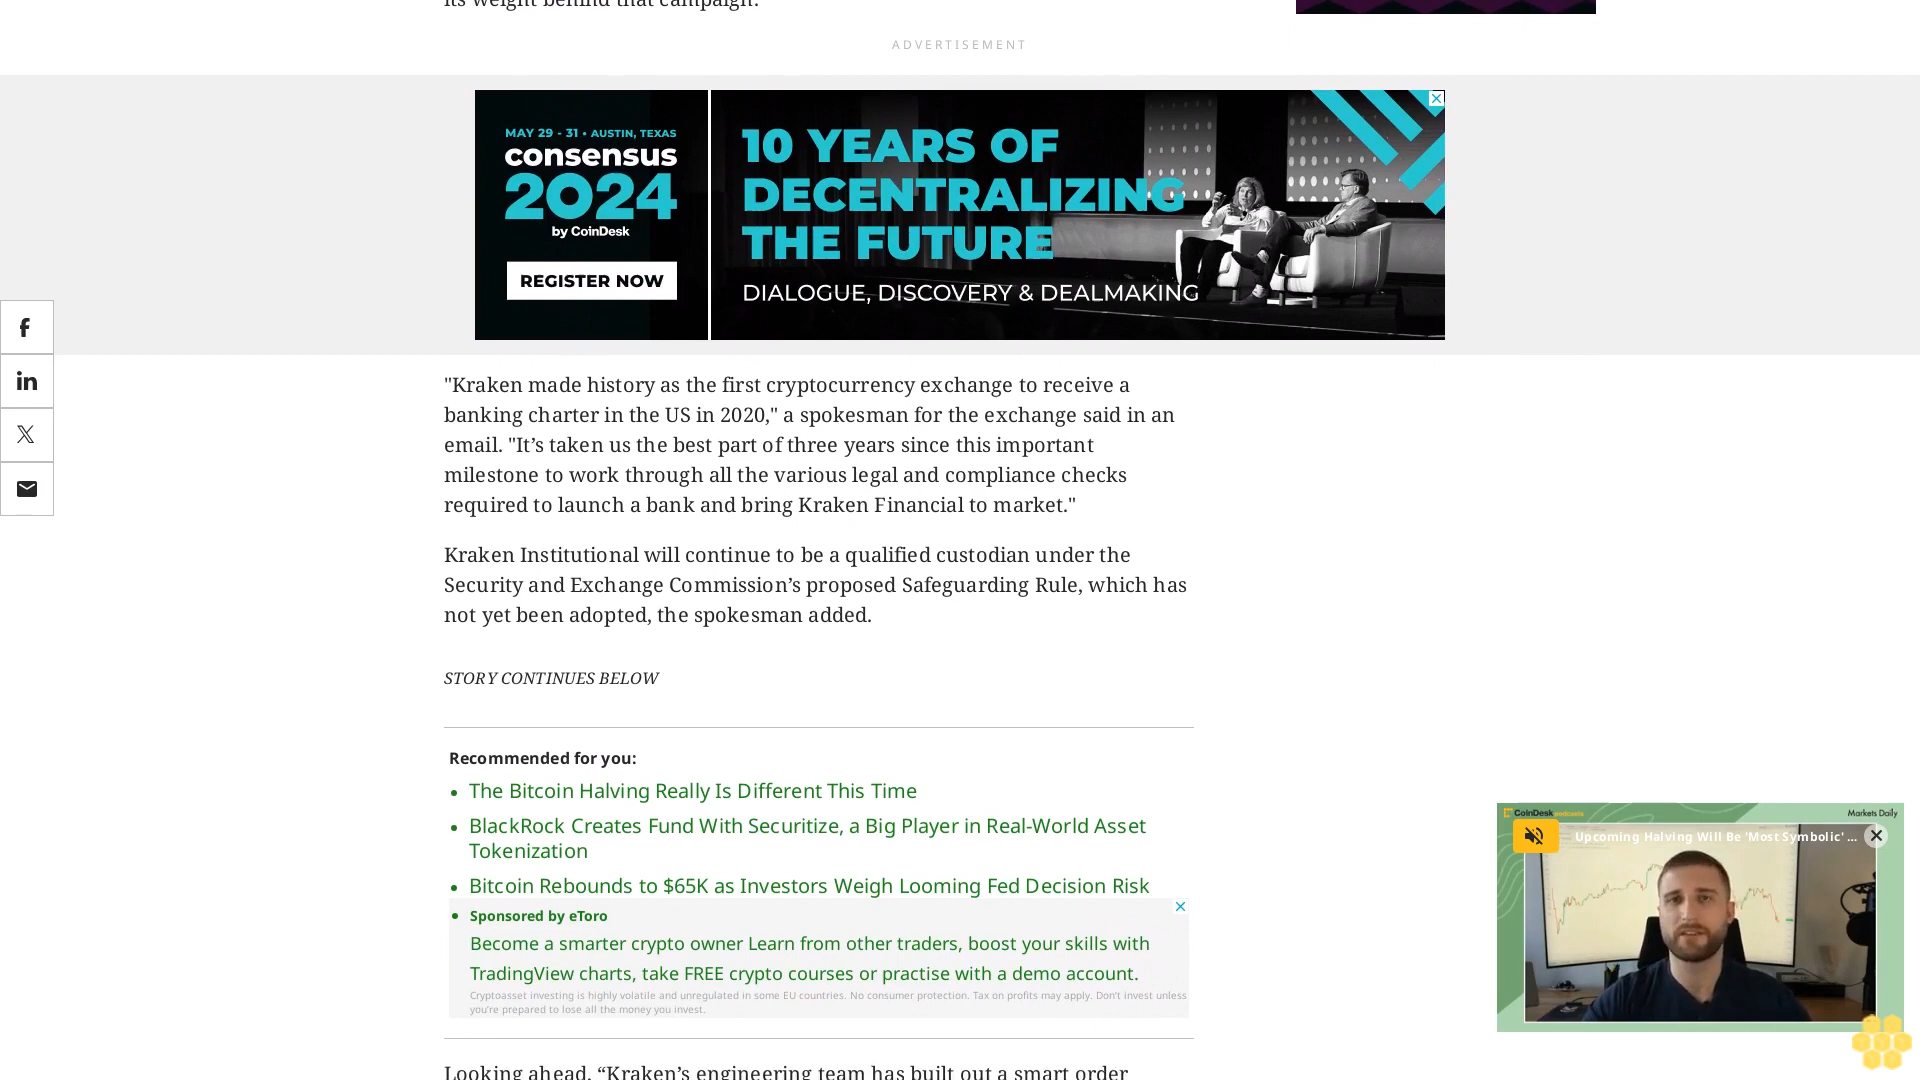 its weight behind that campaign.
ADVERTISEMENT
MAY 29 - 31 • AUSTIN, TEXAS
consensus
2024
by CoinDesk
REGISTER NOW
10 YEARS OF
DECENTRALIZING
THE FUTURE
DIALOGUE, DISCOVERY & DEALMAKING
"Kraken made history as the first cryptocurrency exchange to receive a
banking charter in the US in 2020," a spokesman for the exchange said in an
email. "It’s taken us the best part of three years since this important
milestone to work through all the various legal and compliance checks
required to launch a bank and bring Kraken Financial to market."
Kraken Institutional will continue to be a qualified custodian under the
Security and Exchange Commission’s proposed Safeguarding Rule, which has
not yet been adopted, the spokesman added.
STORY CONTINUES BELOW
Recommended for you:
• The Bitcoin Halving Really Is Different This Time
• BlackRock Creates Fund With Securitize, a Big Player in Real-World Asset
Tokenization
• Bitcoin Rebounds to $65K as Investors Weigh Looming Fed Decision Risk
• Sponsored by eToro
Become a smarter crypto owner Learn from other traders, boost your skills with
TradingView charts, take FREE crypto courses or practise with a demo account.
Cryptoasset investing is highly volatile and unregulated in some EU countries. No consumer protection. Tax on profits may apply. Don’t invest unless
you’re prepared to lose all the money you invest.
CoinDesk podcasts
Markets Daily
Upcoming Halving Will Be 'Most Symbolic' ...
Looking ahead, “Kraken’s engineering team has built out a smart order